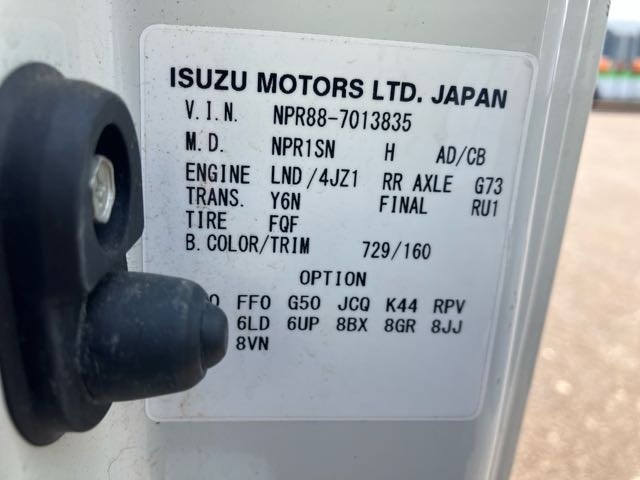 ISUZU MOTORS LTD. JAPAN
V.I.N. NPR88-7013835
M.D. NPR1SN H AD/CB
ENGINE LND/4JZ1 RR AXLE G73
TRANS. Y6N FINAL RU1
TIRE FQF
B.COLOR/TRIM 729/160
OPTION
FFO G50 JCQ K44 RPV
6LD 6UP 8BX 8GR 8JJ
8VN